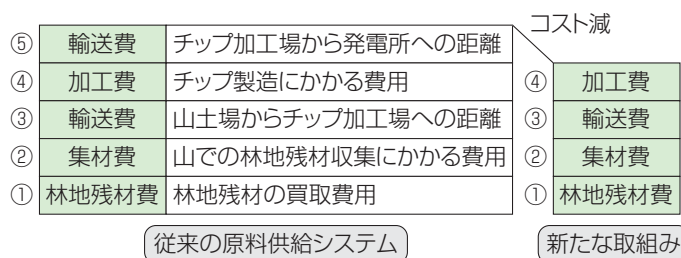 コスト減
⑤ 輸送費 チップ加工場から発電所への距離
④ 加工費 チップ製造にかかる費用 ④ 加工費
③ 輸送費 山土場からチップ加工場への距離 ③ 輸送費
② 集材費 山での林地残材収集にかかる費用 ② 集材費
① 林地残材費 林地残材の買取費用 ① 林地残材費
従来の原料供給システム 新たな取組み